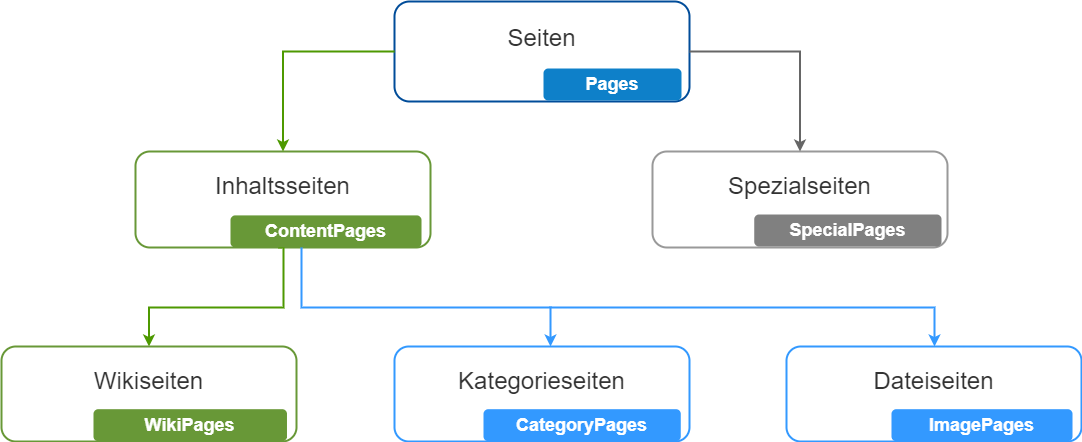 Seiten
Pages
Inhaltsseiten
ContentPages
Spezialseiten
SpecialPages
Wikiseiten
WikiPages
Kategorieseiten
CategoryPages
Dateiseiten
ImagePages